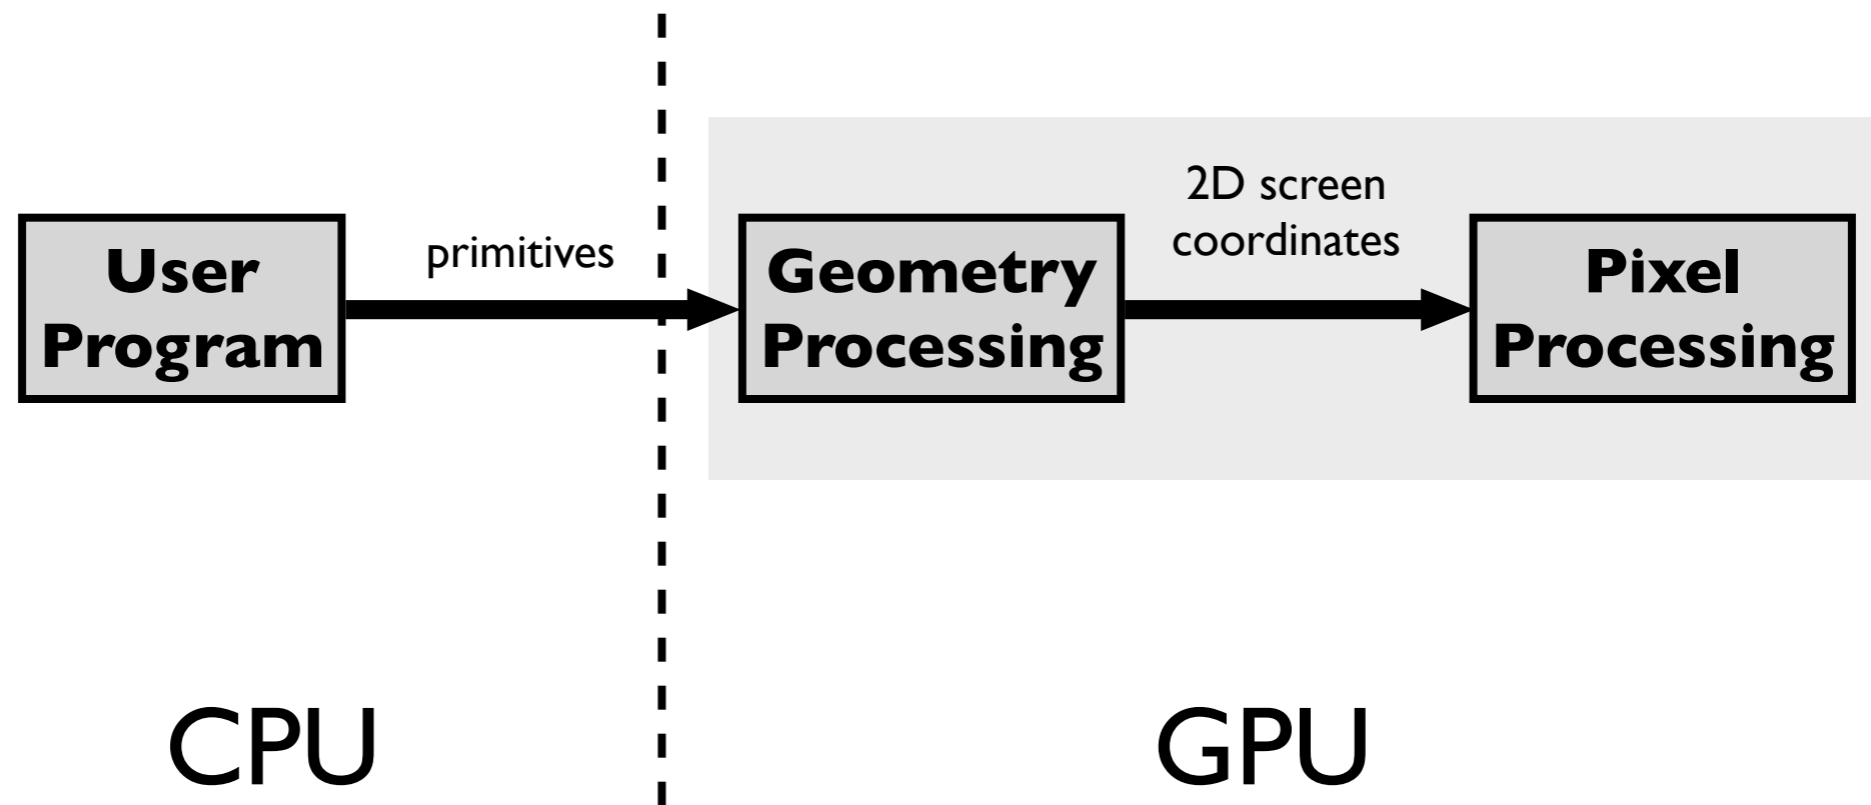 User
Program
primitives
Geometry
Processing
2D screen
coordinates
Pixel
Processing
CPU
GPU